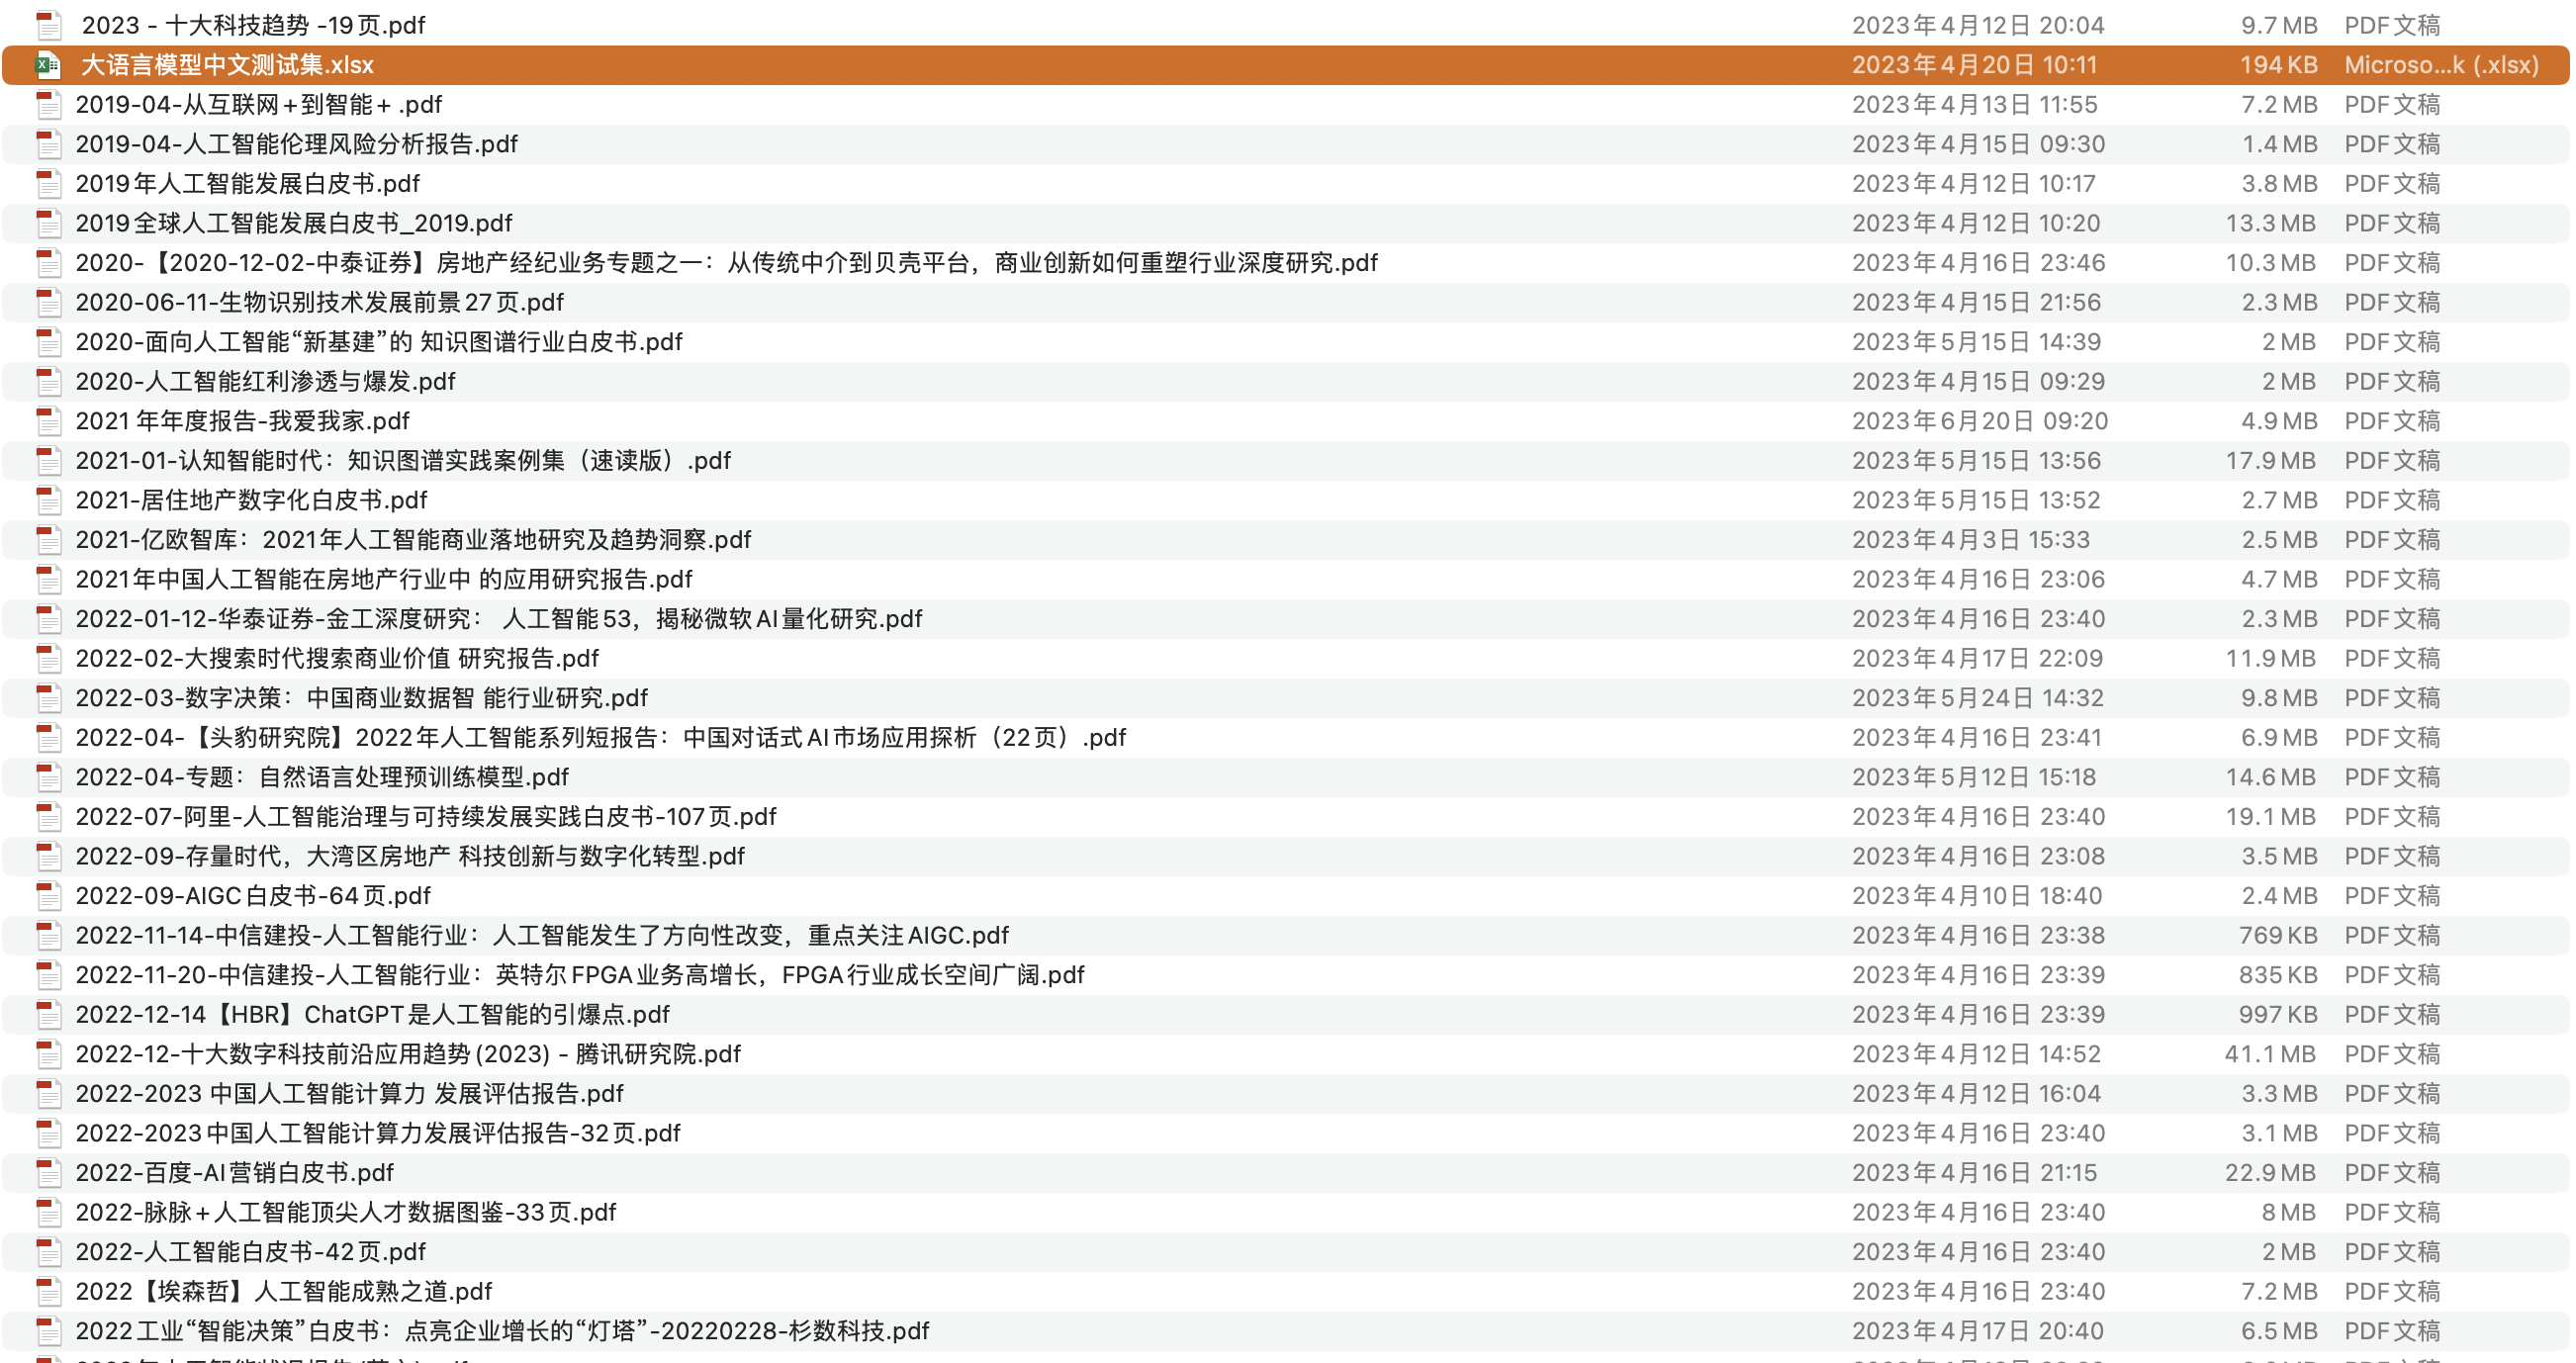 2023 - 十大科技趋势 -19页.pdf 2023年4月12日 20:04 9.7 MB PDF文稿
大语言模型中文测试集.xlsx 2023年4月20日 10:11 194 KB Microso...k (.xlsx)
2019-04-从互联网+到智能+ .pdf 2023年4月13日 11:55 7.2 MB PDF文稿
2019-04-人工智能伦理风险分析报告.pdf 2023年4月15日 09:30 1.4 MB PDF文稿
2019年人工智能发展白皮书.pdf 2023年4月12日 10:17 3.8 MB PDF文稿
2019全球人工智能发展白皮书_2019.pdf 2023年4月12日 10:20 13.3 MB PDF文稿
2020-【2020-12-02-中泰证券】房地产经纪业务专题之一：从传统中介到贝壳平台，商业创新如何重塑行业深度研究.pdf 2023年4月16日 23:46 10.3 MB PDF文稿
2020-06-11-生物识别技术发展前景27页.pdf 2023年4月15日 21:56 2.3 MB PDF文稿
2020-面向人工智能“新基建”的 知识图谱行业白皮书.pdf 2023年5月15日 14:39 2 MB PDF文稿
2020-人工智能红利渗透与爆发.pdf 2023年4月15日 09:29 2 MB PDF文稿
2021 年年度报告-我爱我家.pdf 2023年6月20日 09:20 4.9 MB PDF文稿
2021-01-认知智能时代：知识图谱实践案例集（速读版）.pdf 2023年5月15日 13:56 17.9 MB PDF文稿
2021-居住地产数字化白皮书.pdf 2023年5月15日 13:52 2.7 MB PDF文稿
2021-亿欧智库：2021年人工智能商业落地研究及趋势洞察.pdf 2023年4月3日 15:33 2.5 MB PDF文稿
2021年中国人工智能在房地产行业中 的应用研究报告.pdf 2023年4月16日 23:06 4.7 MB PDF文稿
2022-01-12-华泰证券-金工深度研究： 人工智能53，揭秘微软AI量化研究.pdf 2023年4月16日 23:40 2.3 MB PDF文稿
2022-02-大搜索时代搜索商业价值 研究报告.pdf 2023年4月17日 22:09 11.9 MB PDF文稿
2022-03-数字决策：中国商业数据智 能行业研究.pdf 2023年5月24日 14:32 9.8 MB PDF文稿
2022-04-【头豹研究院】2022年人工智能系列短报告：中国对话式AI市场应用探析（22页）.pdf 2023年4月16日 23:41 6.9 MB PDF文稿
2022-04-专题：自然语言处理预训练模型.pdf 2023年5月12日 15:18 14.6 MB PDF文稿
2022-07-阿里-人工智能治理与可持续发展实践白皮书-107页.pdf 2023年4月16日 23:40 19.1 MB PDF文稿
2022-09-存量时代，大湾区房地产 科技创新与数字化转型.pdf 2023年4月16日 23:08 3.5 MB PDF文稿
2022-09-AIGC白皮书-64页.pdf 2023年4月10日 18:40 2.4 MB PDF文稿
2022-11-14-中信建投-人工智能行业：人工智能发生了方向性改变，重点关注AIGC.pdf 2023年4月16日 23:38 769 KB PDF文稿
2022-11-20-中信建投-人工智能行业：英特尔FPGA业务高增长，FPGA行业成长空间广阔.pdf 2023年4月16日 23:39 835 KB PDF文稿
2022-12-14【HBR】ChatGPT是人工智能的引爆点.pdf 2023年4月16日 23:39 997 KB PDF文稿
2022-12-十大数字科技前沿应用趋势(2023) - 腾讯研究院.pdf 2023年4月12日 14:52 41.1 MB PDF文稿
2022-2023 中国人工智能计算力 发展评估报告.pdf 2023年4月12日 16:04 3.3 MB PDF文稿
2022-2023中国人工智能计算力发展评估报告-32页.pdf 2023年4月16日 23:40 3.1 MB PDF文稿
2022-百度-AI营销白皮书.pdf 2023年4月16日 21:15 22.9 MB PDF文稿
2022-脉脉+人工智能顶尖人才数据图鉴-33页.pdf 2023年4月16日 23:40 8 MB PDF文稿
2022-人工智能白皮书-42页.pdf 2023年4月16日 23:40 2 MB PDF文稿
2022【埃森哲】人工智能成熟之道.pdf 2023年4月16日 23:40 7.2 MB PDF文稿
2022工业“智能决策”白皮书：点亮企业增长的“灯塔”-20220228-杉数科技.pdf 2023年4月17日 20:40 6.5 MB PDF文稿